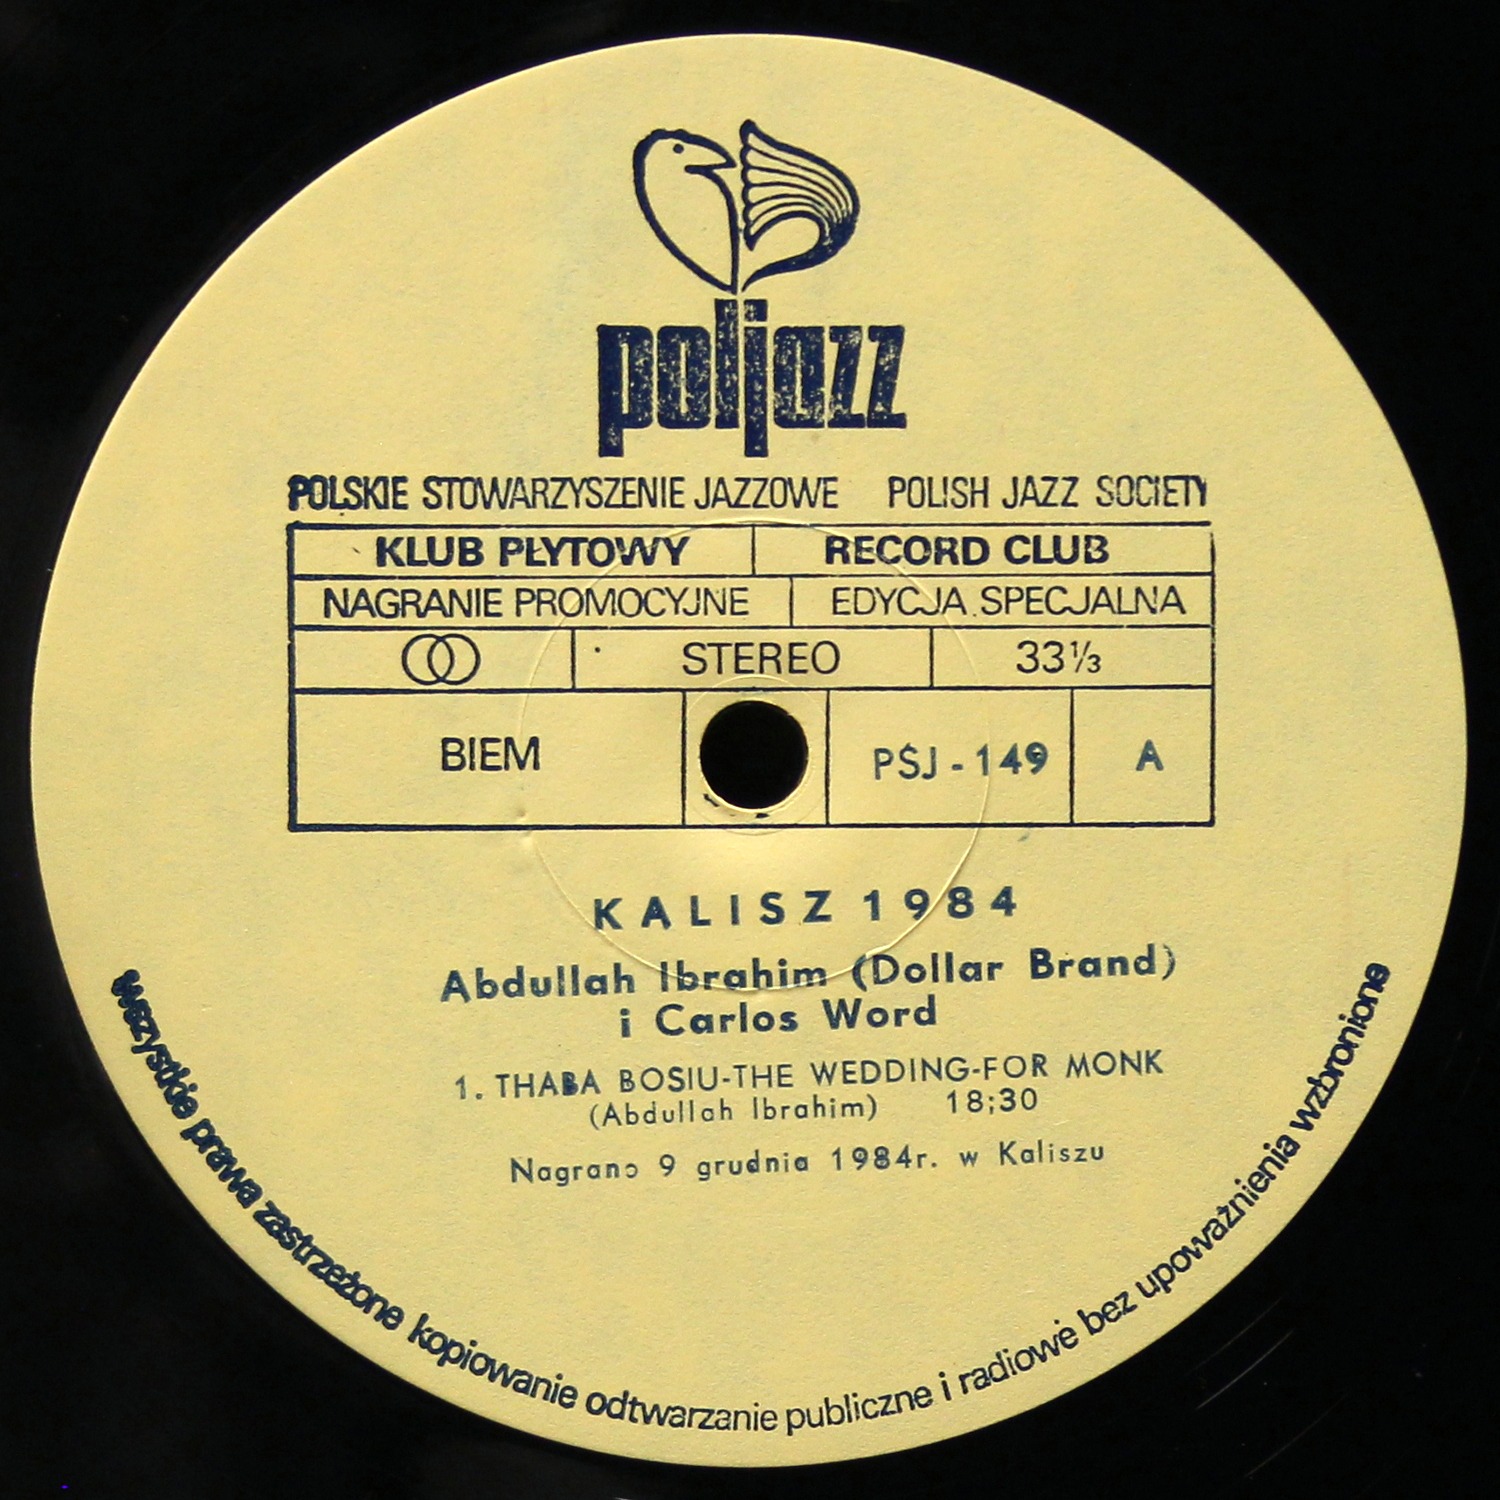 poljazz
POLSKIE STOWARZYSZENIE JAZZOWE POLISH JAZZ SOCIETY
KLUB PŁYTOWY RECORD CLUB
NAGRANIE PROMOCYJNE EDYCJA SPECJALNA
STEREO 33⅓
BIEM PSJ-149 A
KALISZ 1984
Abdullah Ibrahim (Dollar Brand)
i Carlos Word
1. THABA BOSIU-THE WEDDING-FOR MONK
(Abdullah Ibrahim) 18;30
Nagrano 9 grudnia 1984r. w Kaliszu
wszystkie prawa zastrzeżone kopiowanie odtwarzanie publiczne i radiowe bez upoważnienia wzbronione